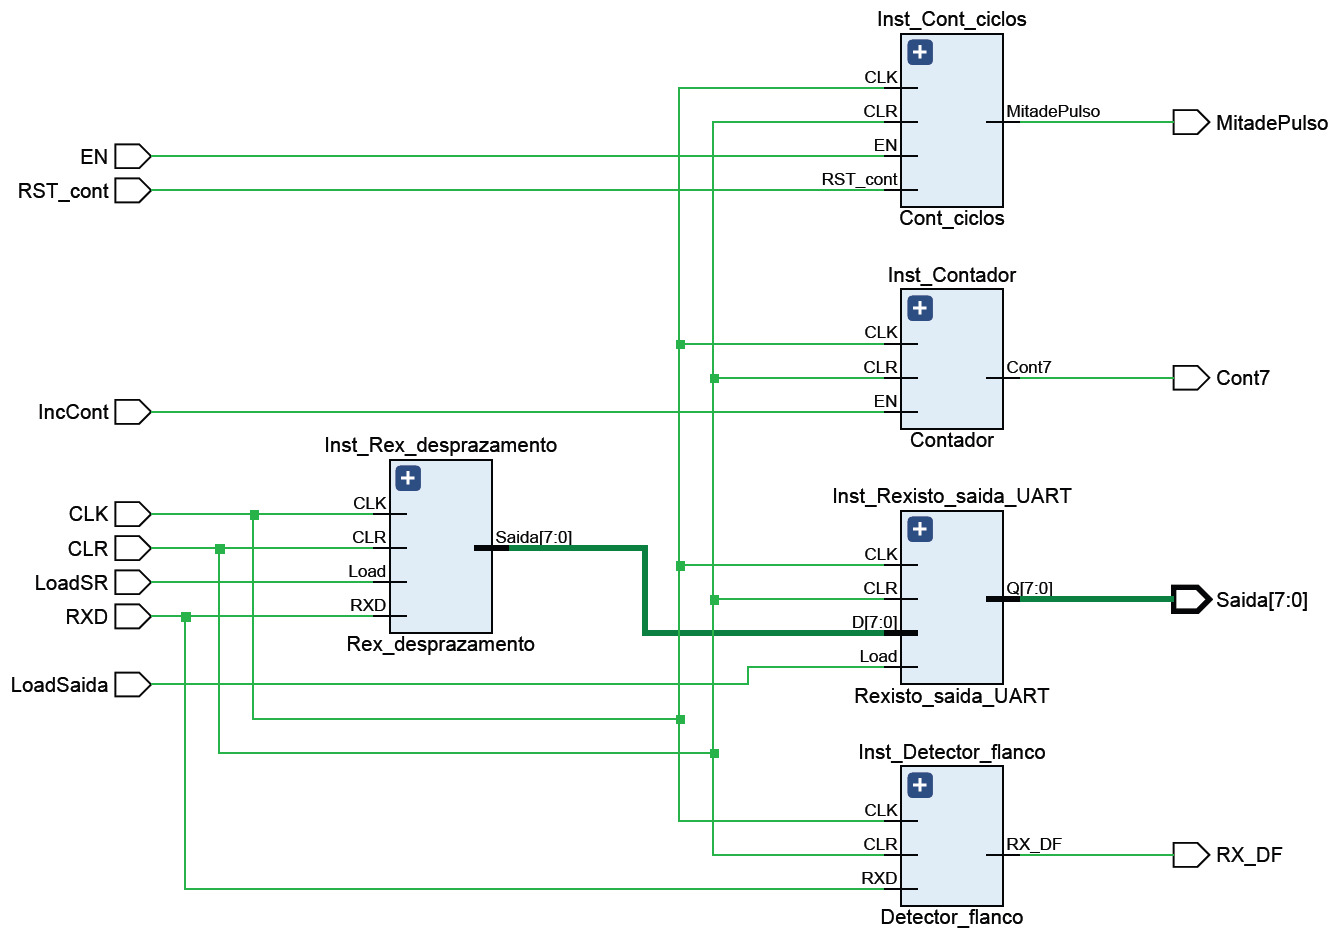 Inst_Cont_ciclos
CLK
CLR
EN
RST_cont
MitadePulso
Cont_ciclos
MitadePulso
EN
RST_cont
Inst_Contador
CLK
CLR
EN
Cont7
Contador
Cont7
IncCont
Inst_Rex_desprazamento
CLK
CLR
Load
RXD
Saida[7:0]
Rex_desprazamento
CLK
CLR
LoadSR
RXD
LoadSaida
Inst_Rexisto_saida_UART
CLK
CLR
D[7:0]
Load
Q[7:0]
Rexisto_saida_UART
Saida[7:0]
Inst_Detector_flanco
CLK
CLR
RXD
RX_DF
Detector_flanco
RX_DF